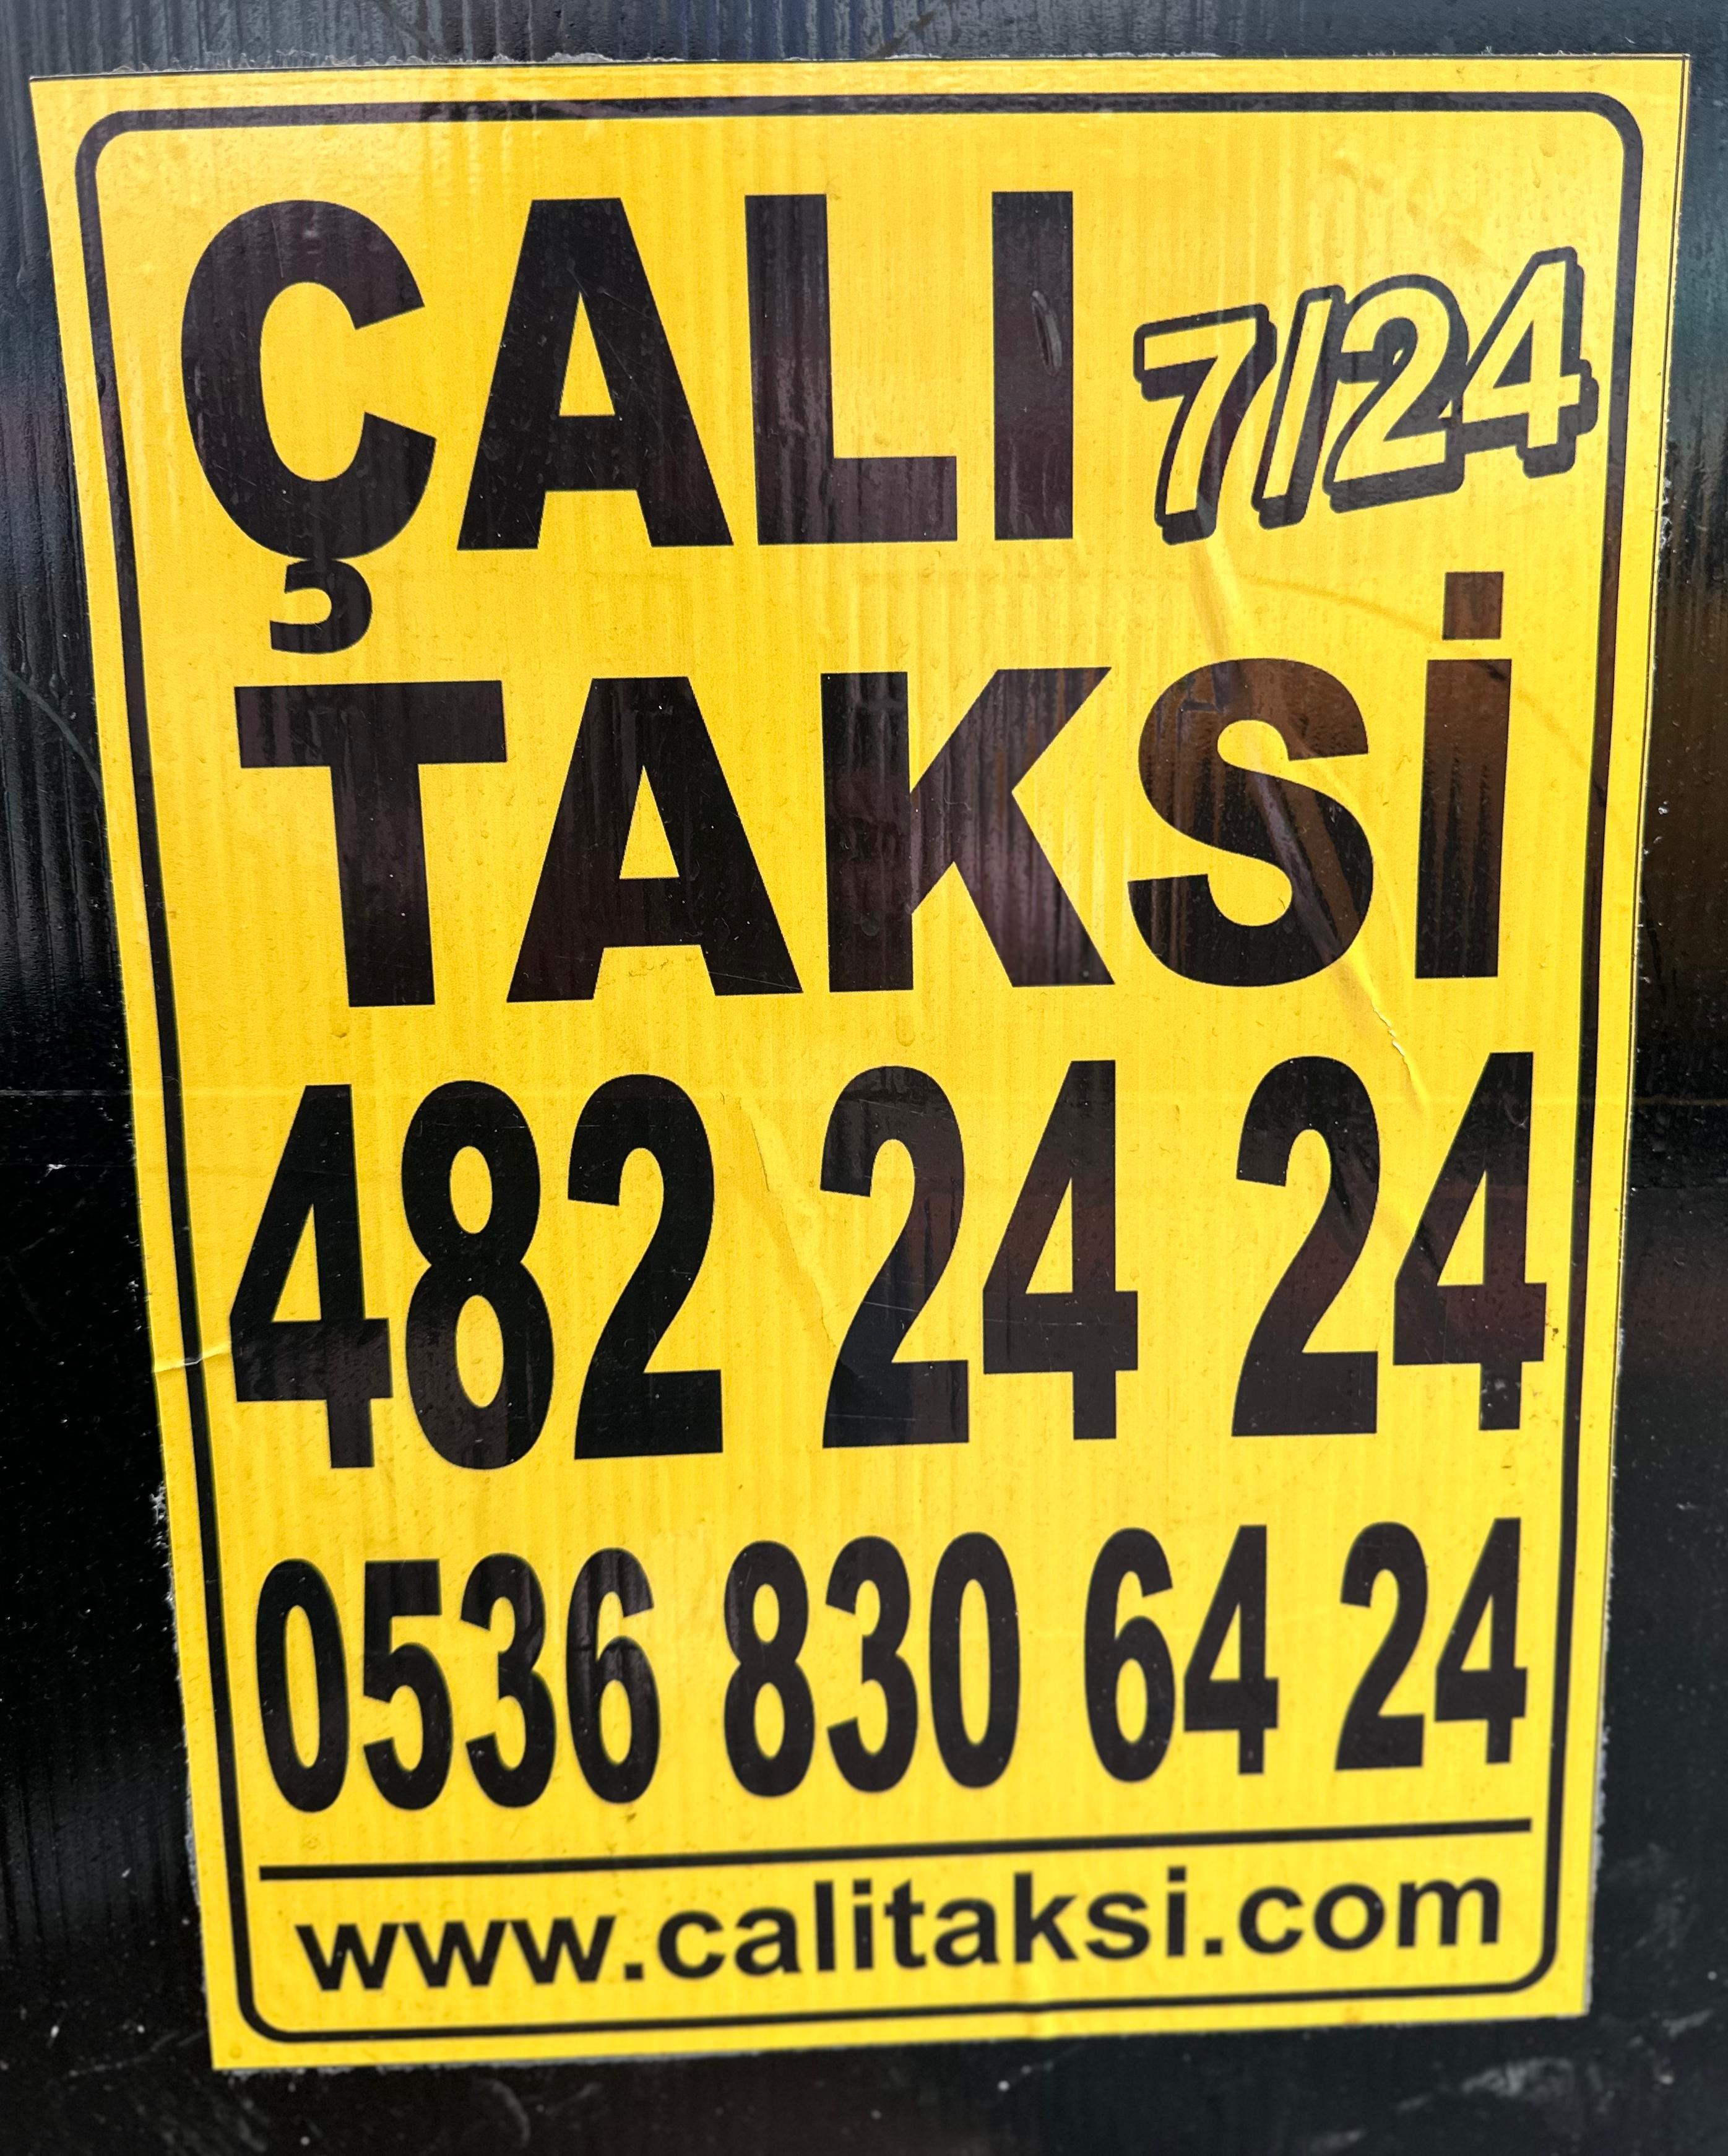 ÇALI 7/24
TAKSİ
482 24 24
0536 830 64 24
www.calitaksi.com